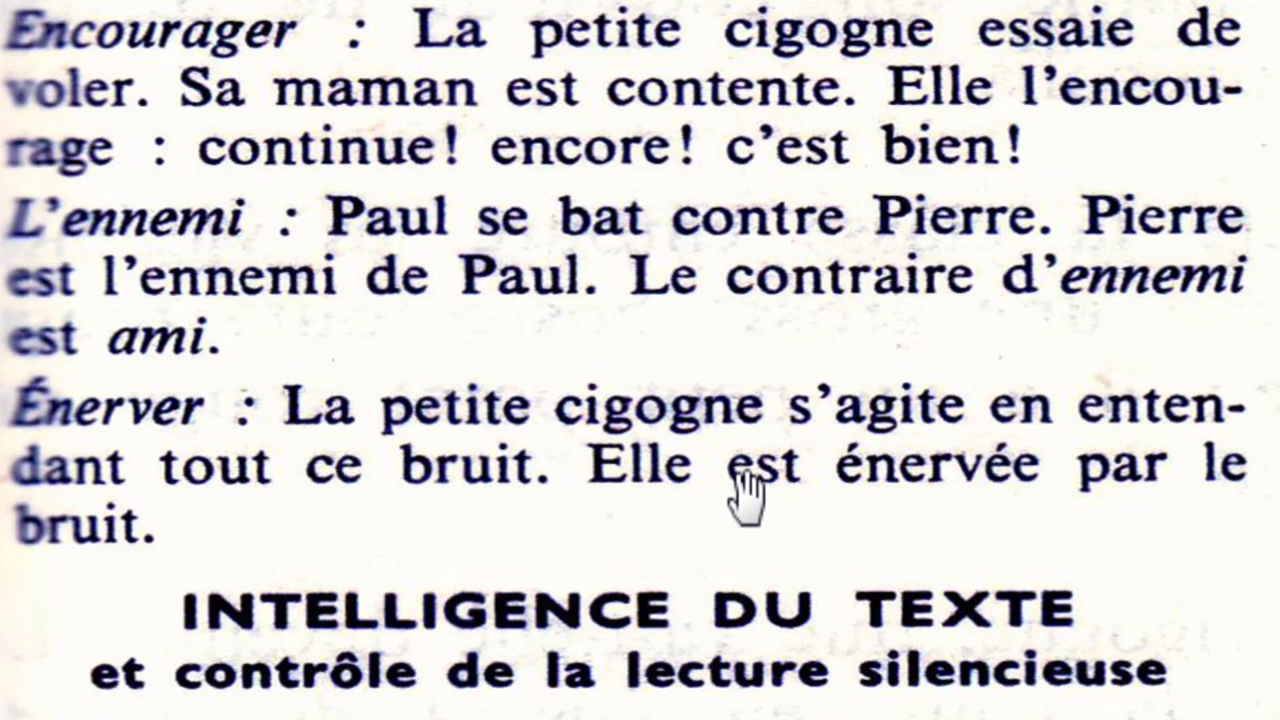 Encourager : La petite cigogne essaie de
voler. Sa maman est contente. Elle l'encou-
rage : continue! encore! c'est bien!
L'ennemi : Paul se bat contre Pierre. Pierre
est l'ennemi de Paul. Le contraire d'ennemi
est ami.
Énerver : La petite cigogne s'agite en enten-
dant tout ce bruit. Elle est énervée par le
bruit.
INTELLIGENCE DU TEXTE
et contrôle de la lecture silencieuse